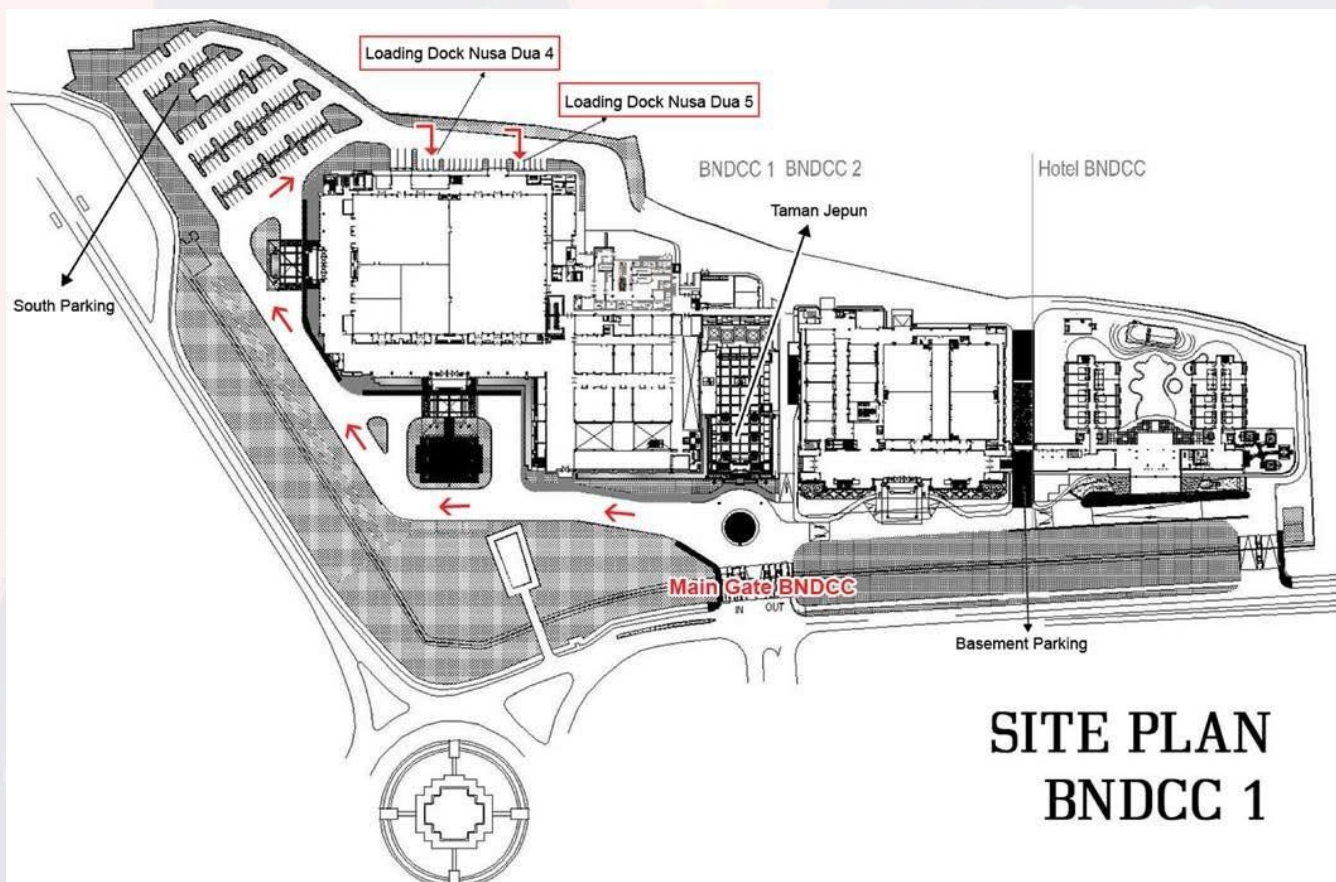 Loading Dock Nusa Dua 4
Loading Dock Nusa Dua 5
BNDCC 1 BNDCC 2
Hotel BNDCC
Taman Jepun
South Parking
Main Gate BNDCC
IN OUT
Basement Parking
SITE PLAN
BNDCC 1